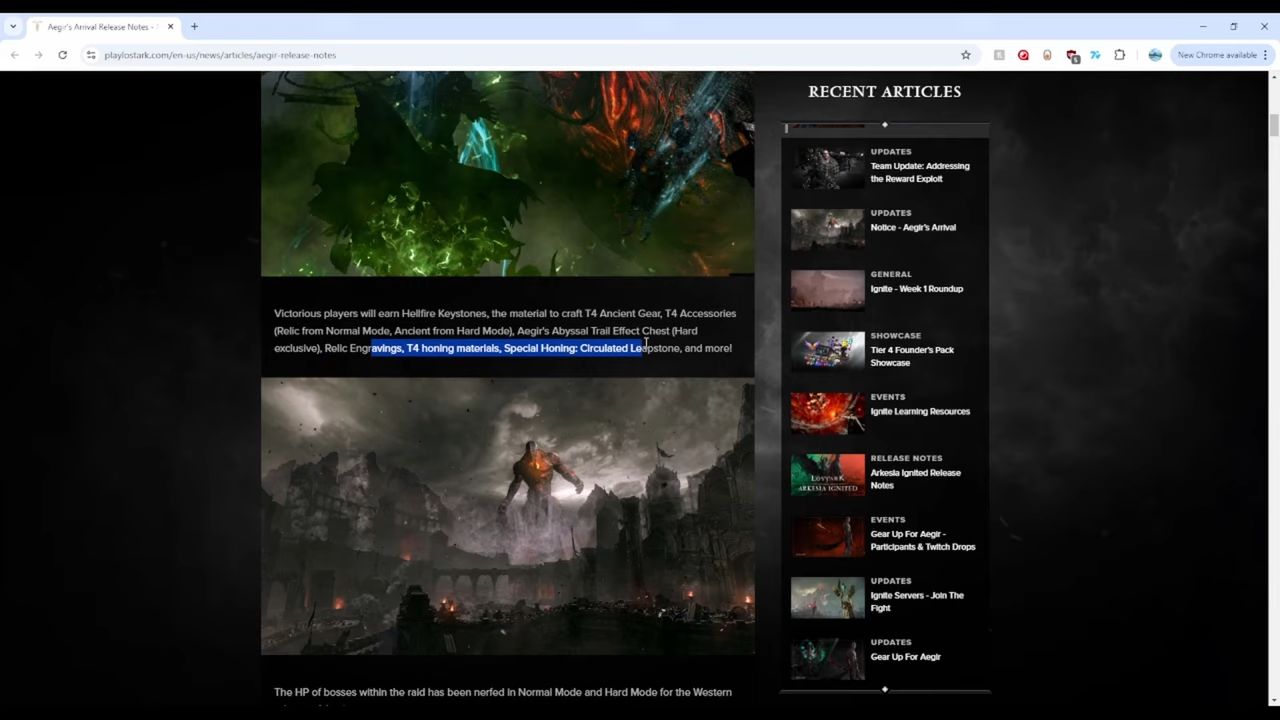 Aegir's Arrival Release Notes -
playlostark.com/en-us/news/articles/aegir-release-notes
New Chrome available
Victorious players will earn Hellfire Keystones, the material to craft T4 Ancient Gear, T4 Accessories
(Relic from Normal Mode, Ancient from Hard Mode), Aegir's Abyssal Trail Effect Chest (Hard
exclusive), Relic Engravings, T4 honing materials, Special Honing: Circulated Leapstone, and more!
The HP of bosses within the raid has been nerfed in Normal Mode and Hard Mode for the Western
RECENT ARTICLES
UPDATES
Team Update: Addressing
the Reward Exploit
UPDATES
Notice - Aegir's Arrival
GENERAL
Ignite - Week 1 Roundup
SHOWCASE
Tier 4 Founder's Pack
Showcase
EVENTS
Ignite Learning Resources
RELEASE NOTES
Arkesia Ignited Release
Notes
LOST ARK
ARKESIA IGNITED
EVENTS
Gear Up For Aegir -
Participants & Twitch Drops
UPDATES
Ignite Servers - Join The
Fight
UPDATES
Gear Up For Aegir